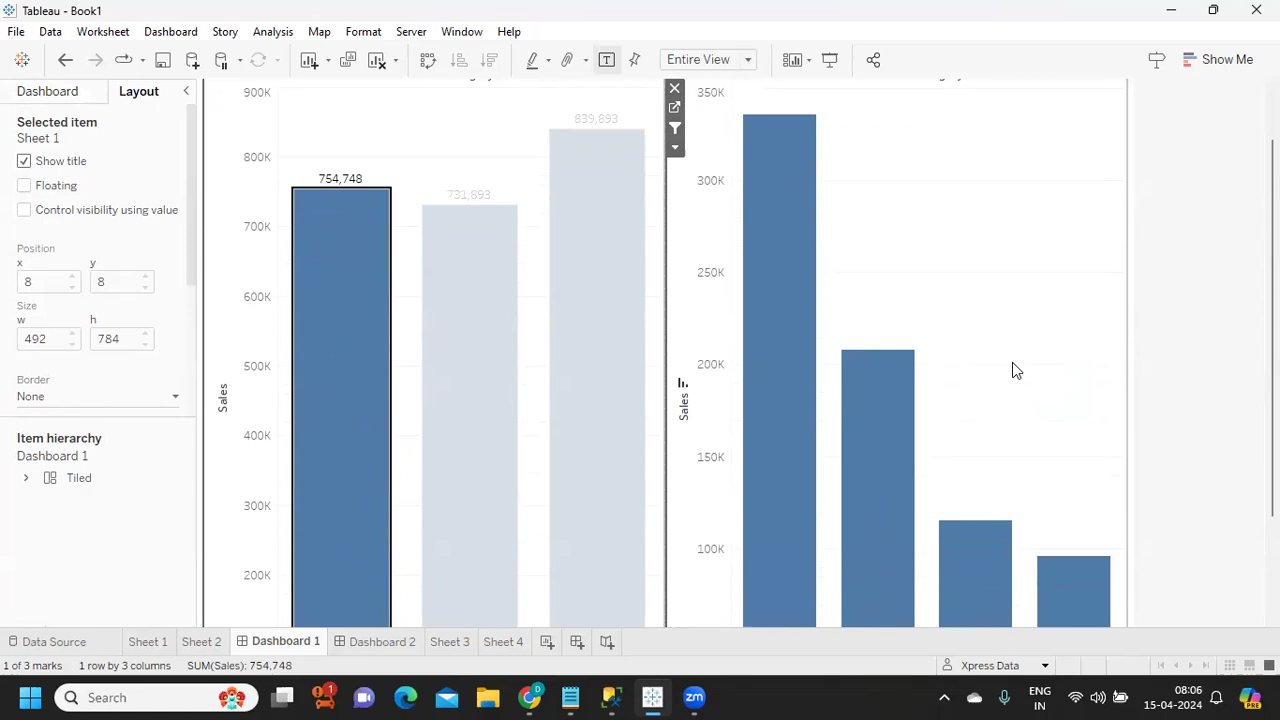 Tableau - Book1
File Data Worksheet Dashboard Story Analysis Map Format Server Window Help
Entire View
Show Me
Dashboard Layout
Selected item
Sheet 1
Show title
Floating
Control visibility using value
Position
x y
8 8
Size
w h
492 784
Border
None
Item hierarchy
Dashboard 1
Tiled
900K
800K
700K
600K
500K
400K
300K
200K
Sales
754,748
731,893
839,893
350K
300K
250K
200K
150K
100K
Sales
Data Source Sheet 1 Sheet 2 Dashboard 1 Dashboard 2 Sheet 3 Sheet 4
1 of 3 marks 1 row by 3 columns SUM(Sales): 754.748
Xpress Data
Search
1
D
zm
ENG
IN
08:06
15-04-2024
PRE